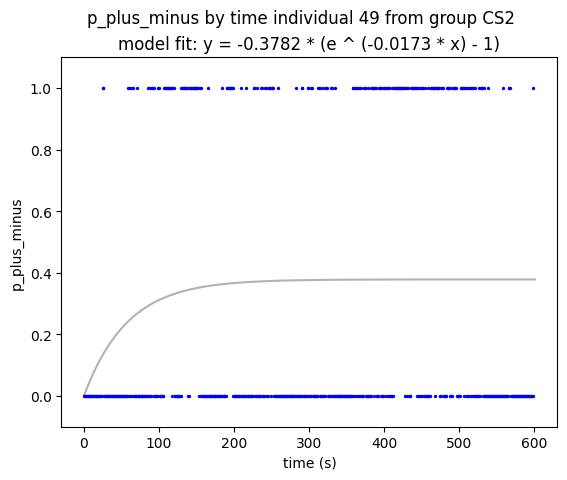 p_plus_minus by time individual 49 from group CS2
model fit: y = -0.3782 * (e ^ (-0.0173 * x) - 1)
1.0
0.8
0.6
0.4
0.2
0.0
p_plus_minus
0 100 200 300 400 500 600
time (s)